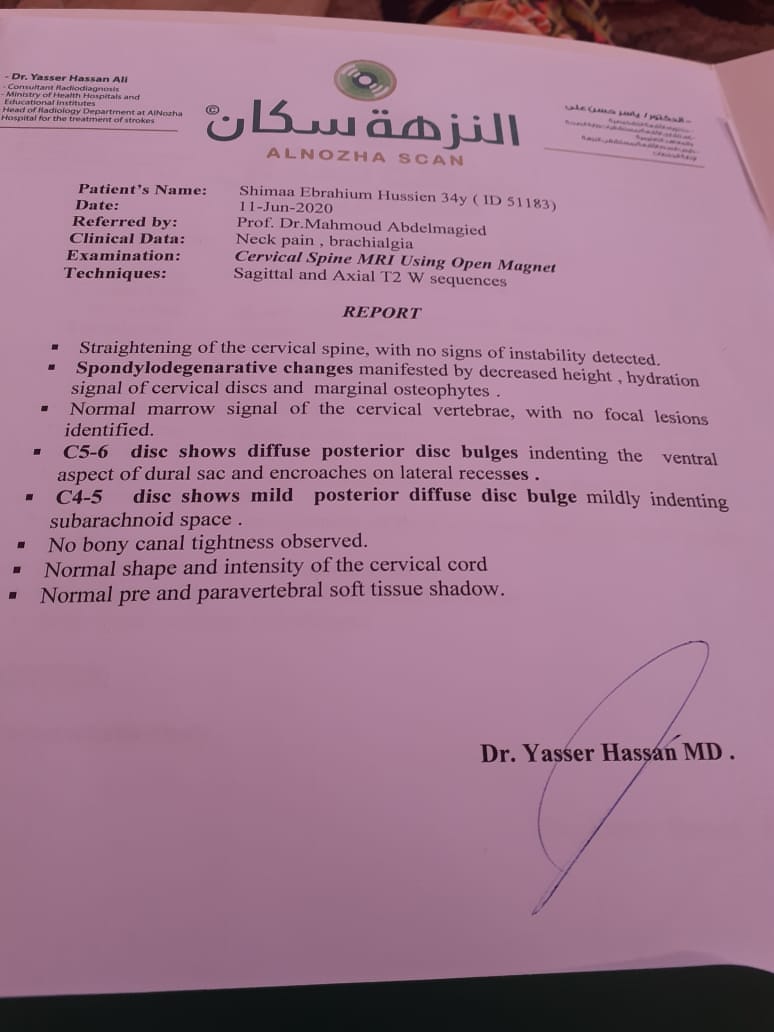 - Dr. Yasser Hassan Ali
- Consultant Radiodiagnosis
- Ministry of Health Hospitals and
Educational Institutes
Head of Radiology Department at AlNozha
Hospital for the treatment of strokes
النزهة سكان©
ALNOZHA SCAN
- الدكتور/ ياسر حسن على
Patient's Name: Shimaa Ebrahium Hussien 34y ( ID 51183)
Date: 11-Jun-2020
Referred by: Prof. Dr.Mahmoud Abdelmagied
Clinical Data: Neck pain , brachialgia
Examination: Cervical Spine MRI Using Open Magnet
Techniques: Sagittal and Axial T2 W sequences
REPORT
▪ Straightening of the cervical spine, with no signs of instability detected.
▪ Spondylodegenarative changes manifested by decreased height , hydration
signal of cervical discs and marginal osteophytes .
▪ Normal marrow signal of the cervical vertebrae, with no focal lesions
identified.
▪ C5-6 disc shows diffuse posterior disc bulges indenting the ventral
aspect of dural sac and encroaches on lateral recesses .
▪ C4-5 disc shows mild posterior diffuse disc bulge mildly indenting
subarachnoid space .
▪ No bony canal tightness observed.
▪ Normal shape and intensity of the cervical cord
▪ Normal pre and paravertebral soft tissue shadow.
Dr. Yasser Hassan MD .